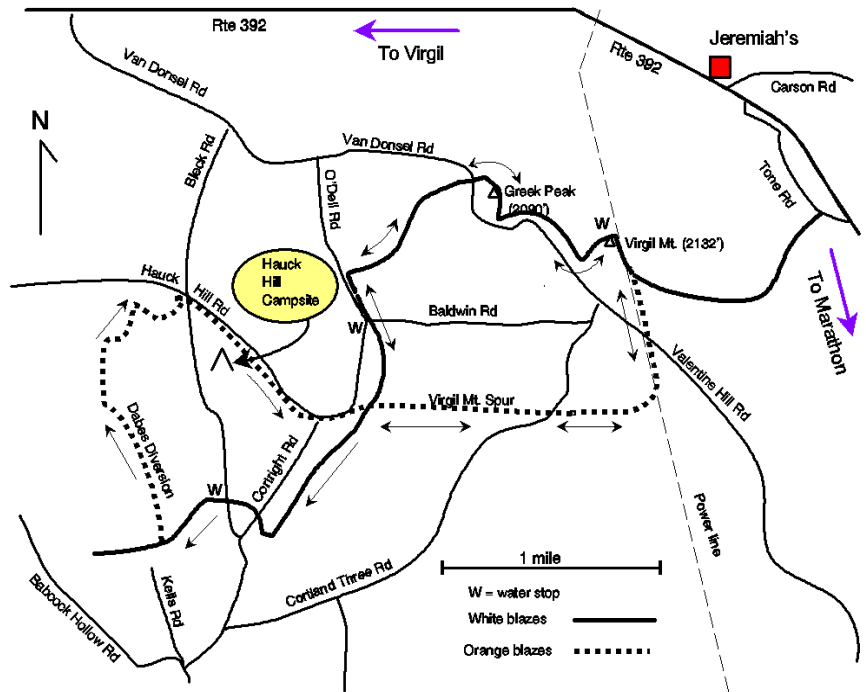 Rte 392
To Virgil
Jeremiah's
Rte 392
Carson Rd
Van Donsel Rd
N
Bleck Rd
Van Donsel Rd
O'Dell Rd
Tone Rd
Greek Peak
(2090')
W
Virgil Mt. (2132')
Hauck
Hill Rd
Hauck
Hill
Campsite
To Marathon
W
Baldwin Rd
Valentine Hill Rd
Virgil Mt. Spur
Dabes Diversion
Cortright Rd
W
Power line
1 mile
Cortland Three Rd
Kells Rd
Babcock Hollow Rd
W = water stop
White blazes
Orange blazes